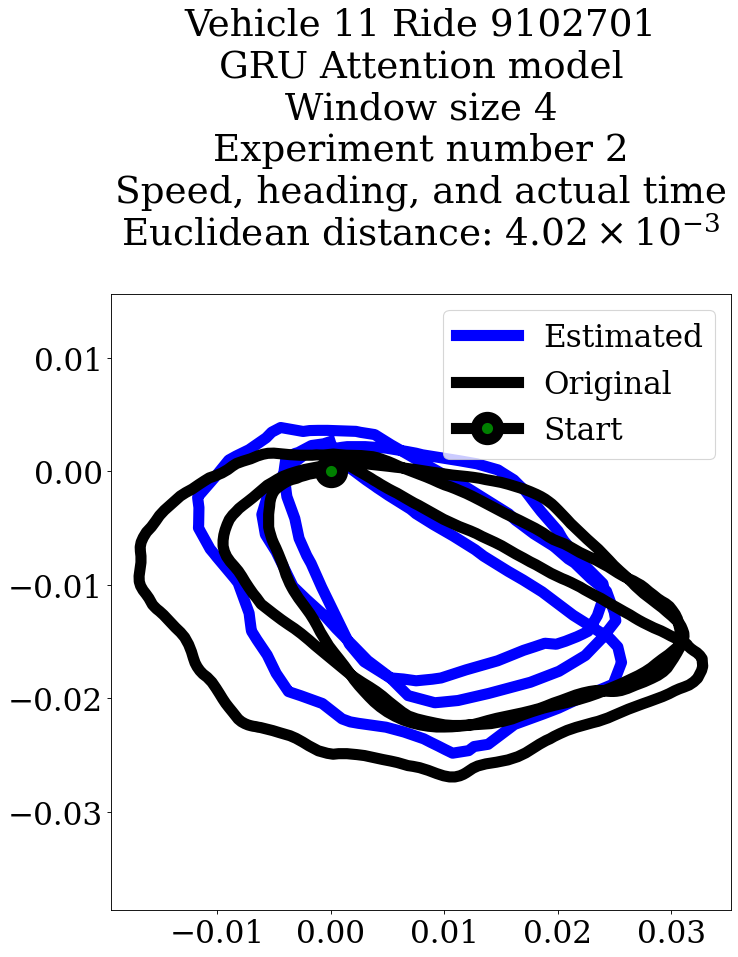 Vehicle 11 Ride 9102701
GRU Attention model
Window size 4
Experiment number 2
Speed, heading, and actual time
Euclidean distance: 4.02 × 10⁻³
Estimated
Original
Start
0.01
0.00
−0.01
−0.02
−0.03
−0.01 0.00 0.01 0.02 0.03